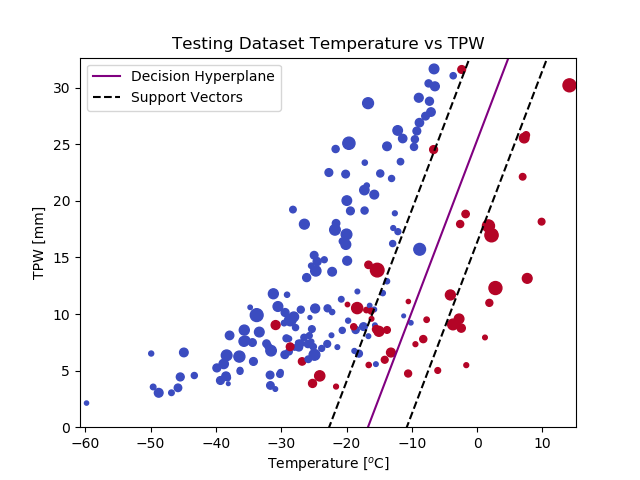 Testing Dataset Temperature vs TPW
Decision Hyperplane
Support Vectors
TPW [mm]
30
25
20
15
10
5
0
−60 −50 −40 −30 −20 −10 0 10
Temperature [°C]